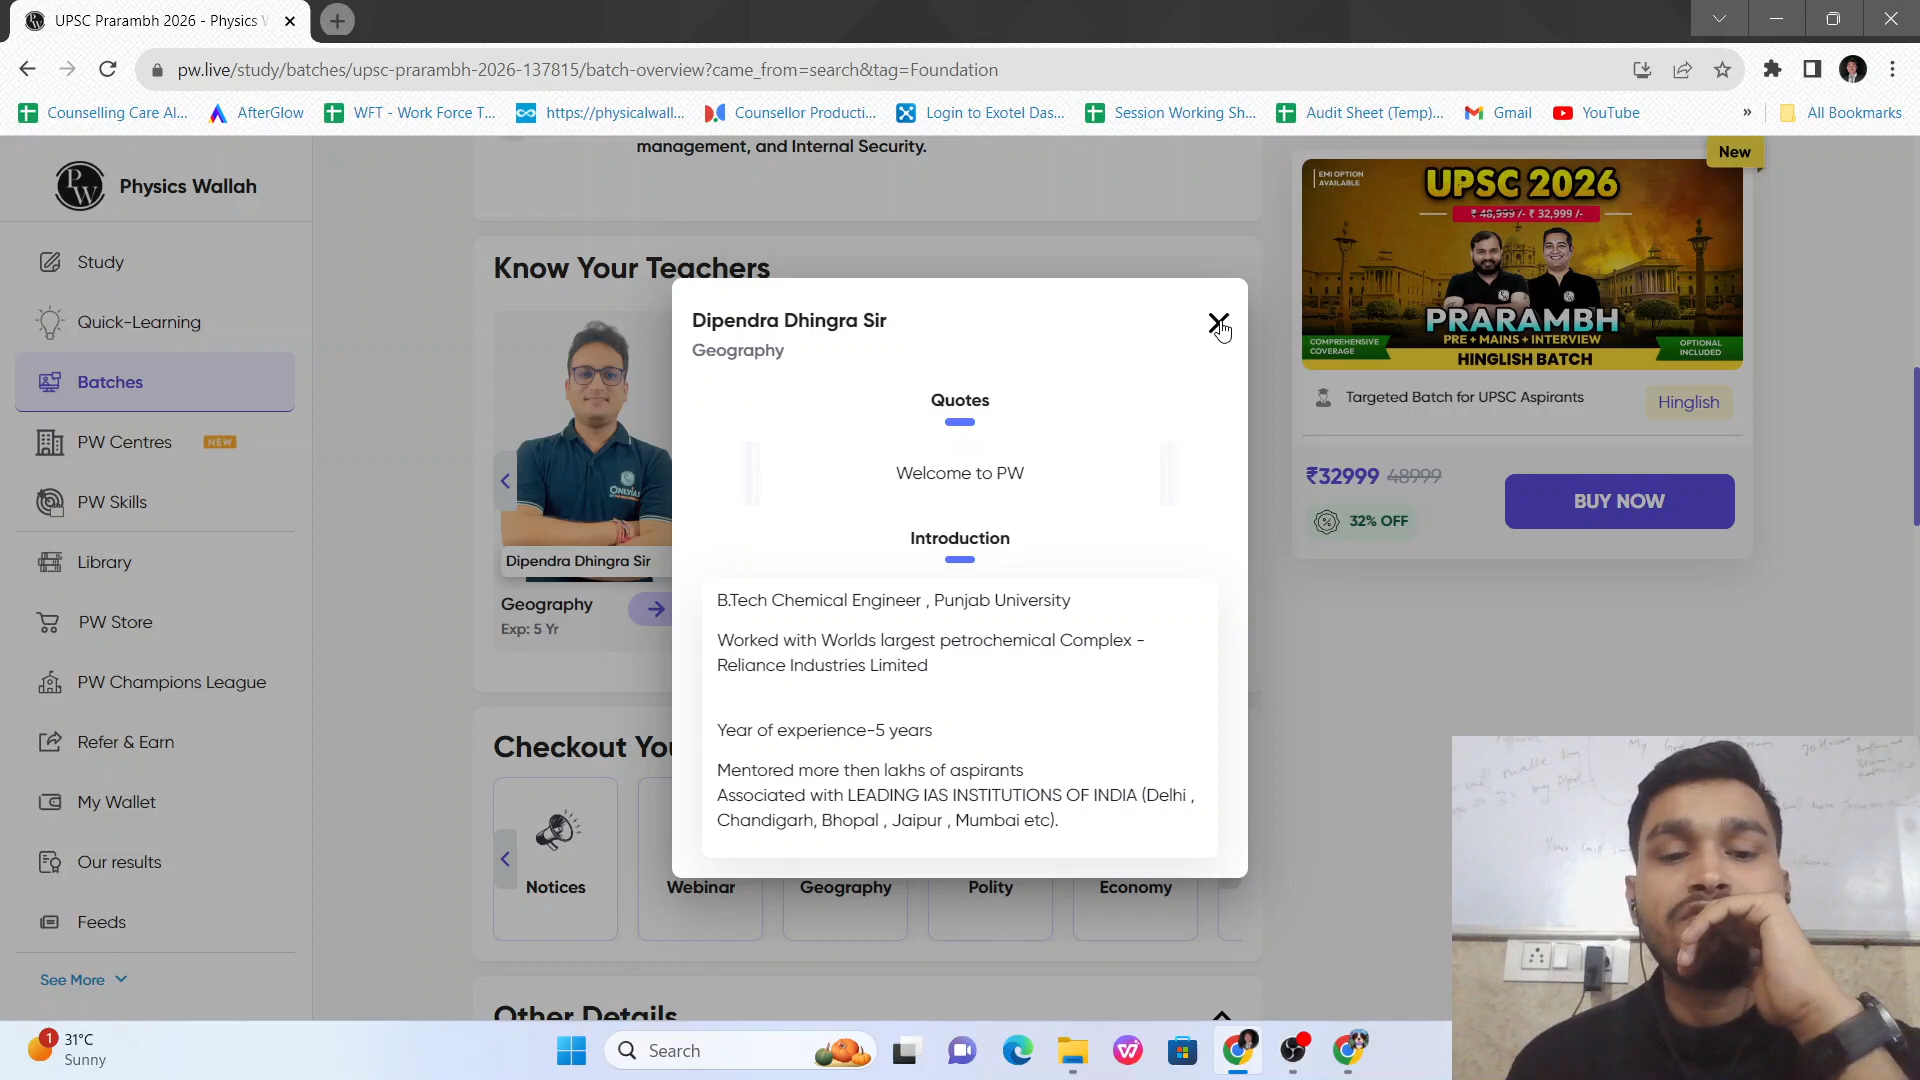 UPSC Prarambh 2026 - Physics W
pw.live/study/batches/upsc-prarambh-2026-137815/batch-overview?came_from=search&tag=Foundation
Counselling Care Al...
AfterGlow
WFT - Work Force T...
https://physicalwall...
Counsellor Producti...
Login to Exotel Das...
Session Working Sh...
Audit Sheet (Temp)...
Gmail
YouTube
»
All Bookmarks
PW
Physics Wallah
Study
Quick-Learning
Batches
PW Centres NEW
PW Skills
Library
PW Store
PW Champions League
Refer & Earn
My Wallet
Our results
Feeds
See More
management, and Internal Security.
Know Your Teachers
ONLYIAS
Dipendra Dhingra Sir
Geography
Exp: 5 Yr
Dipendra Dhingra Sir
Geography
Quotes
Welcome to PW
Introduction
B.Tech Chemical Engineer , Punjab University
Worked with Worlds largest petrochemical Complex -
Reliance Industries Limited
Year of experience-5 years
Mentored more then lakhs of aspirants
Associated with LEADING IAS INSTITUTIONS OF INDIA (Delhi ,
Chandigarh, Bhopal , Jaipur , Mumbai etc).
Checkout You
Notices
Webinar
Geography
Polity
Economy
Other Details
New
EMI OPTION
AVAILABLE
UPSC 2026
₹ 48,999 /- ₹ 32,999 /-
PRARAMBH
PRE + MAINS + INTERVIEW
HINGLISH BATCH
COMPREHENSIVE
COVERAGE
OPTIONAL
INCLUDED
Targeted Batch for UPSC Aspirants
Hinglish
₹32999 48999
32% OFF
BUY NOW
1
31°C
Sunny
Search